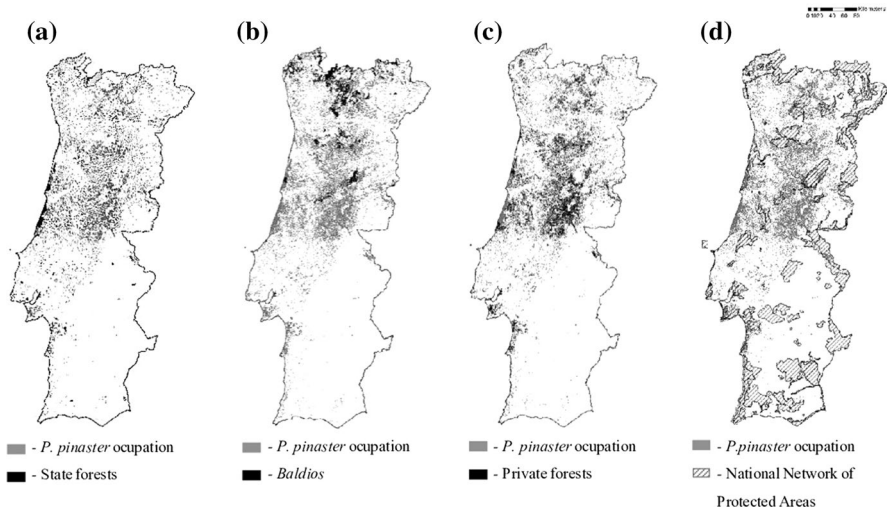 (a)
(b)
(c)
(d)
- P. pinaster ocupation
- State forests
- P. pinaster ocupation
- Baldios
- P. pinaster ocupation
- Private forests
- P.pinaster ocupation
- National Network of
Protected Areas